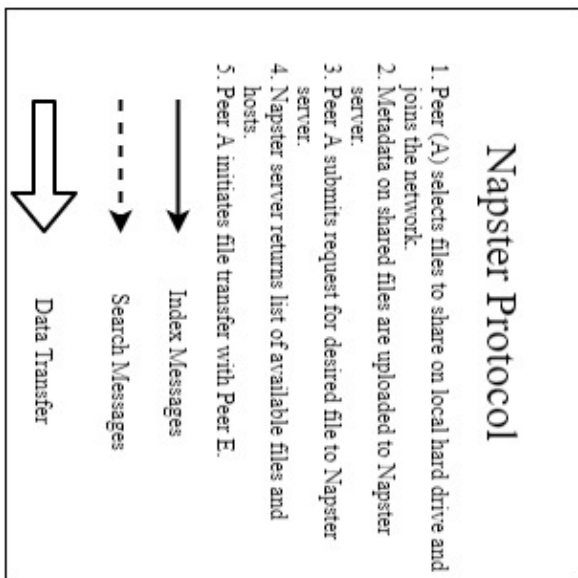 Napster Protocol
1. Peer (A) selects files to share on local hard drive and
joins the network.
2. Metadata on shared files are uploaded to Napster
server.
3. Peer A submits request for desired file to Napster
server.
4. Napster server returns list of available files and
hosts.
5. Peer A initiates file transfer with Peer E.
Index Messages
Search Messages
Data Transfer